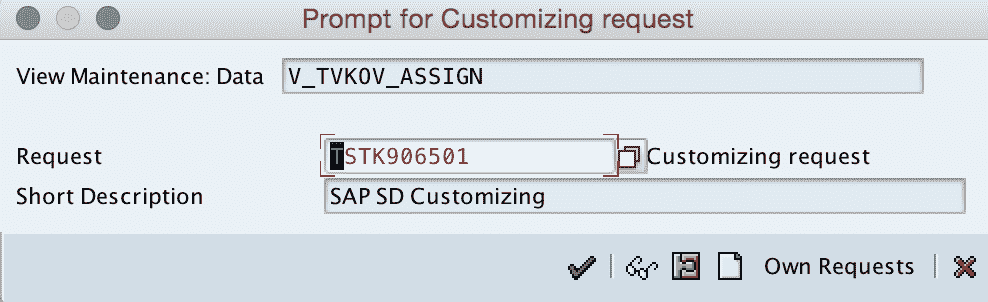 Prompt for Customizing request
View Maintenance: Data V_TVKOV_ASSIGN
Request TSTK906501 Customizing request
Short Description SAP SD Customizing
Own Requests